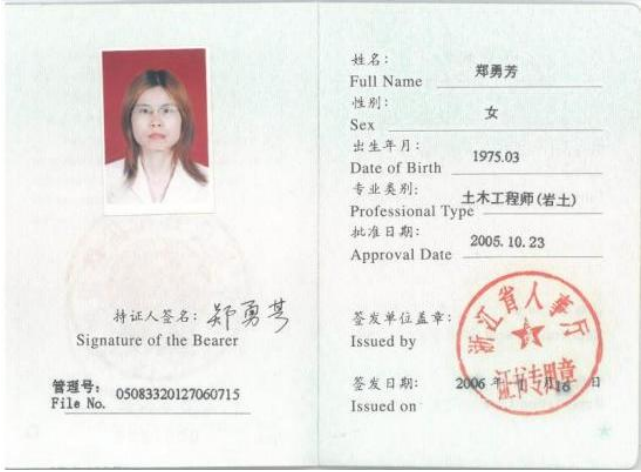 持证人签名：郑勇芳
Signature of the Bearer
管理号：
File No. 05083320127060715
姓名：
Full Name 郑勇芳
性别：
Sex 女
出生年月：
Date of Birth 1975.03
专业类别：
Professional Type 土木工程师(岩土)
批准日期：
Approval Date 2005.10.23
签发单位盖章：
Issued by
浙江省人事厅
证书专用章
签发日期： 2006 年 1 月 16 日
Issued on